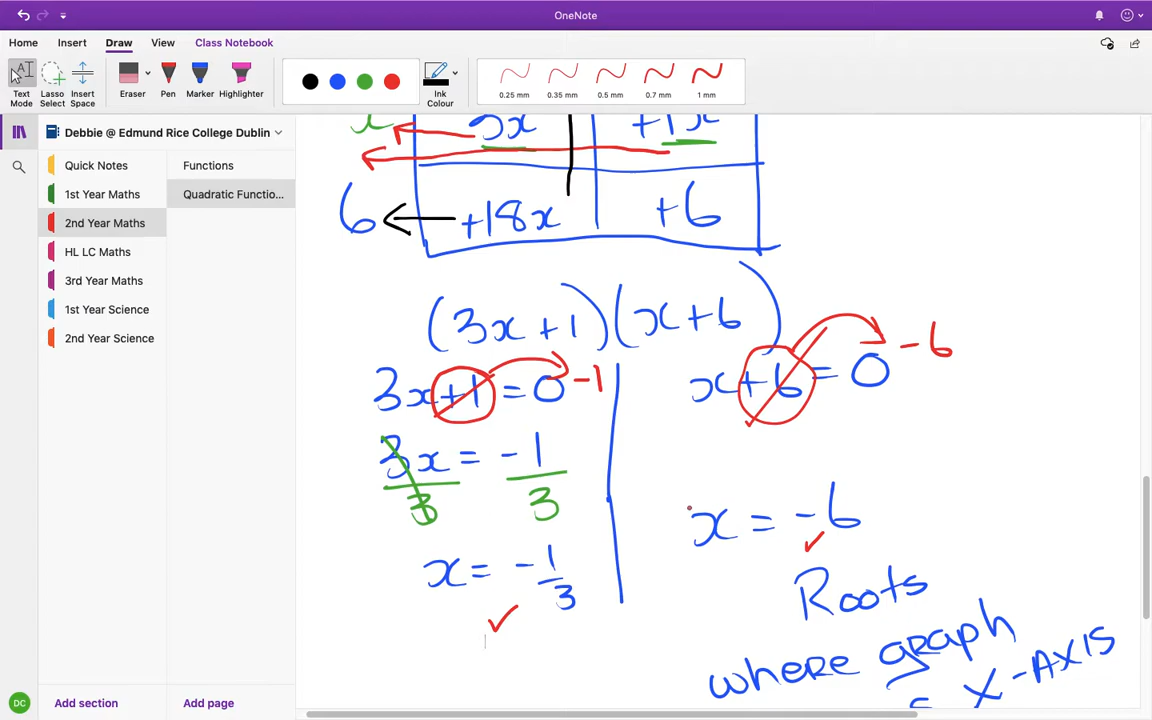 OneNote
Home Insert Draw View Class Notebook
Text Mode Lasso Select Insert Space Eraser Pen Marker Highlighter Ink Colour 0.25 mm 0.35 mm 0.5 mm 0.7 mm 1 mm
Debbie @ Edmund Rice College Dublin
Quick Notes
1st Year Maths
2nd Year Maths
HL LC Maths
3rd Year Maths
1st Year Science
2nd Year Science
Functions
Quadratic Functio...
+1x
6 +18x +6
(3x+1)(x+6)
3x+1=0-1
x+6=0-6
3x = -1
3 3
x = -1/3
x = -6
Roots
where graph
X-AXIS
DC Add section Add page